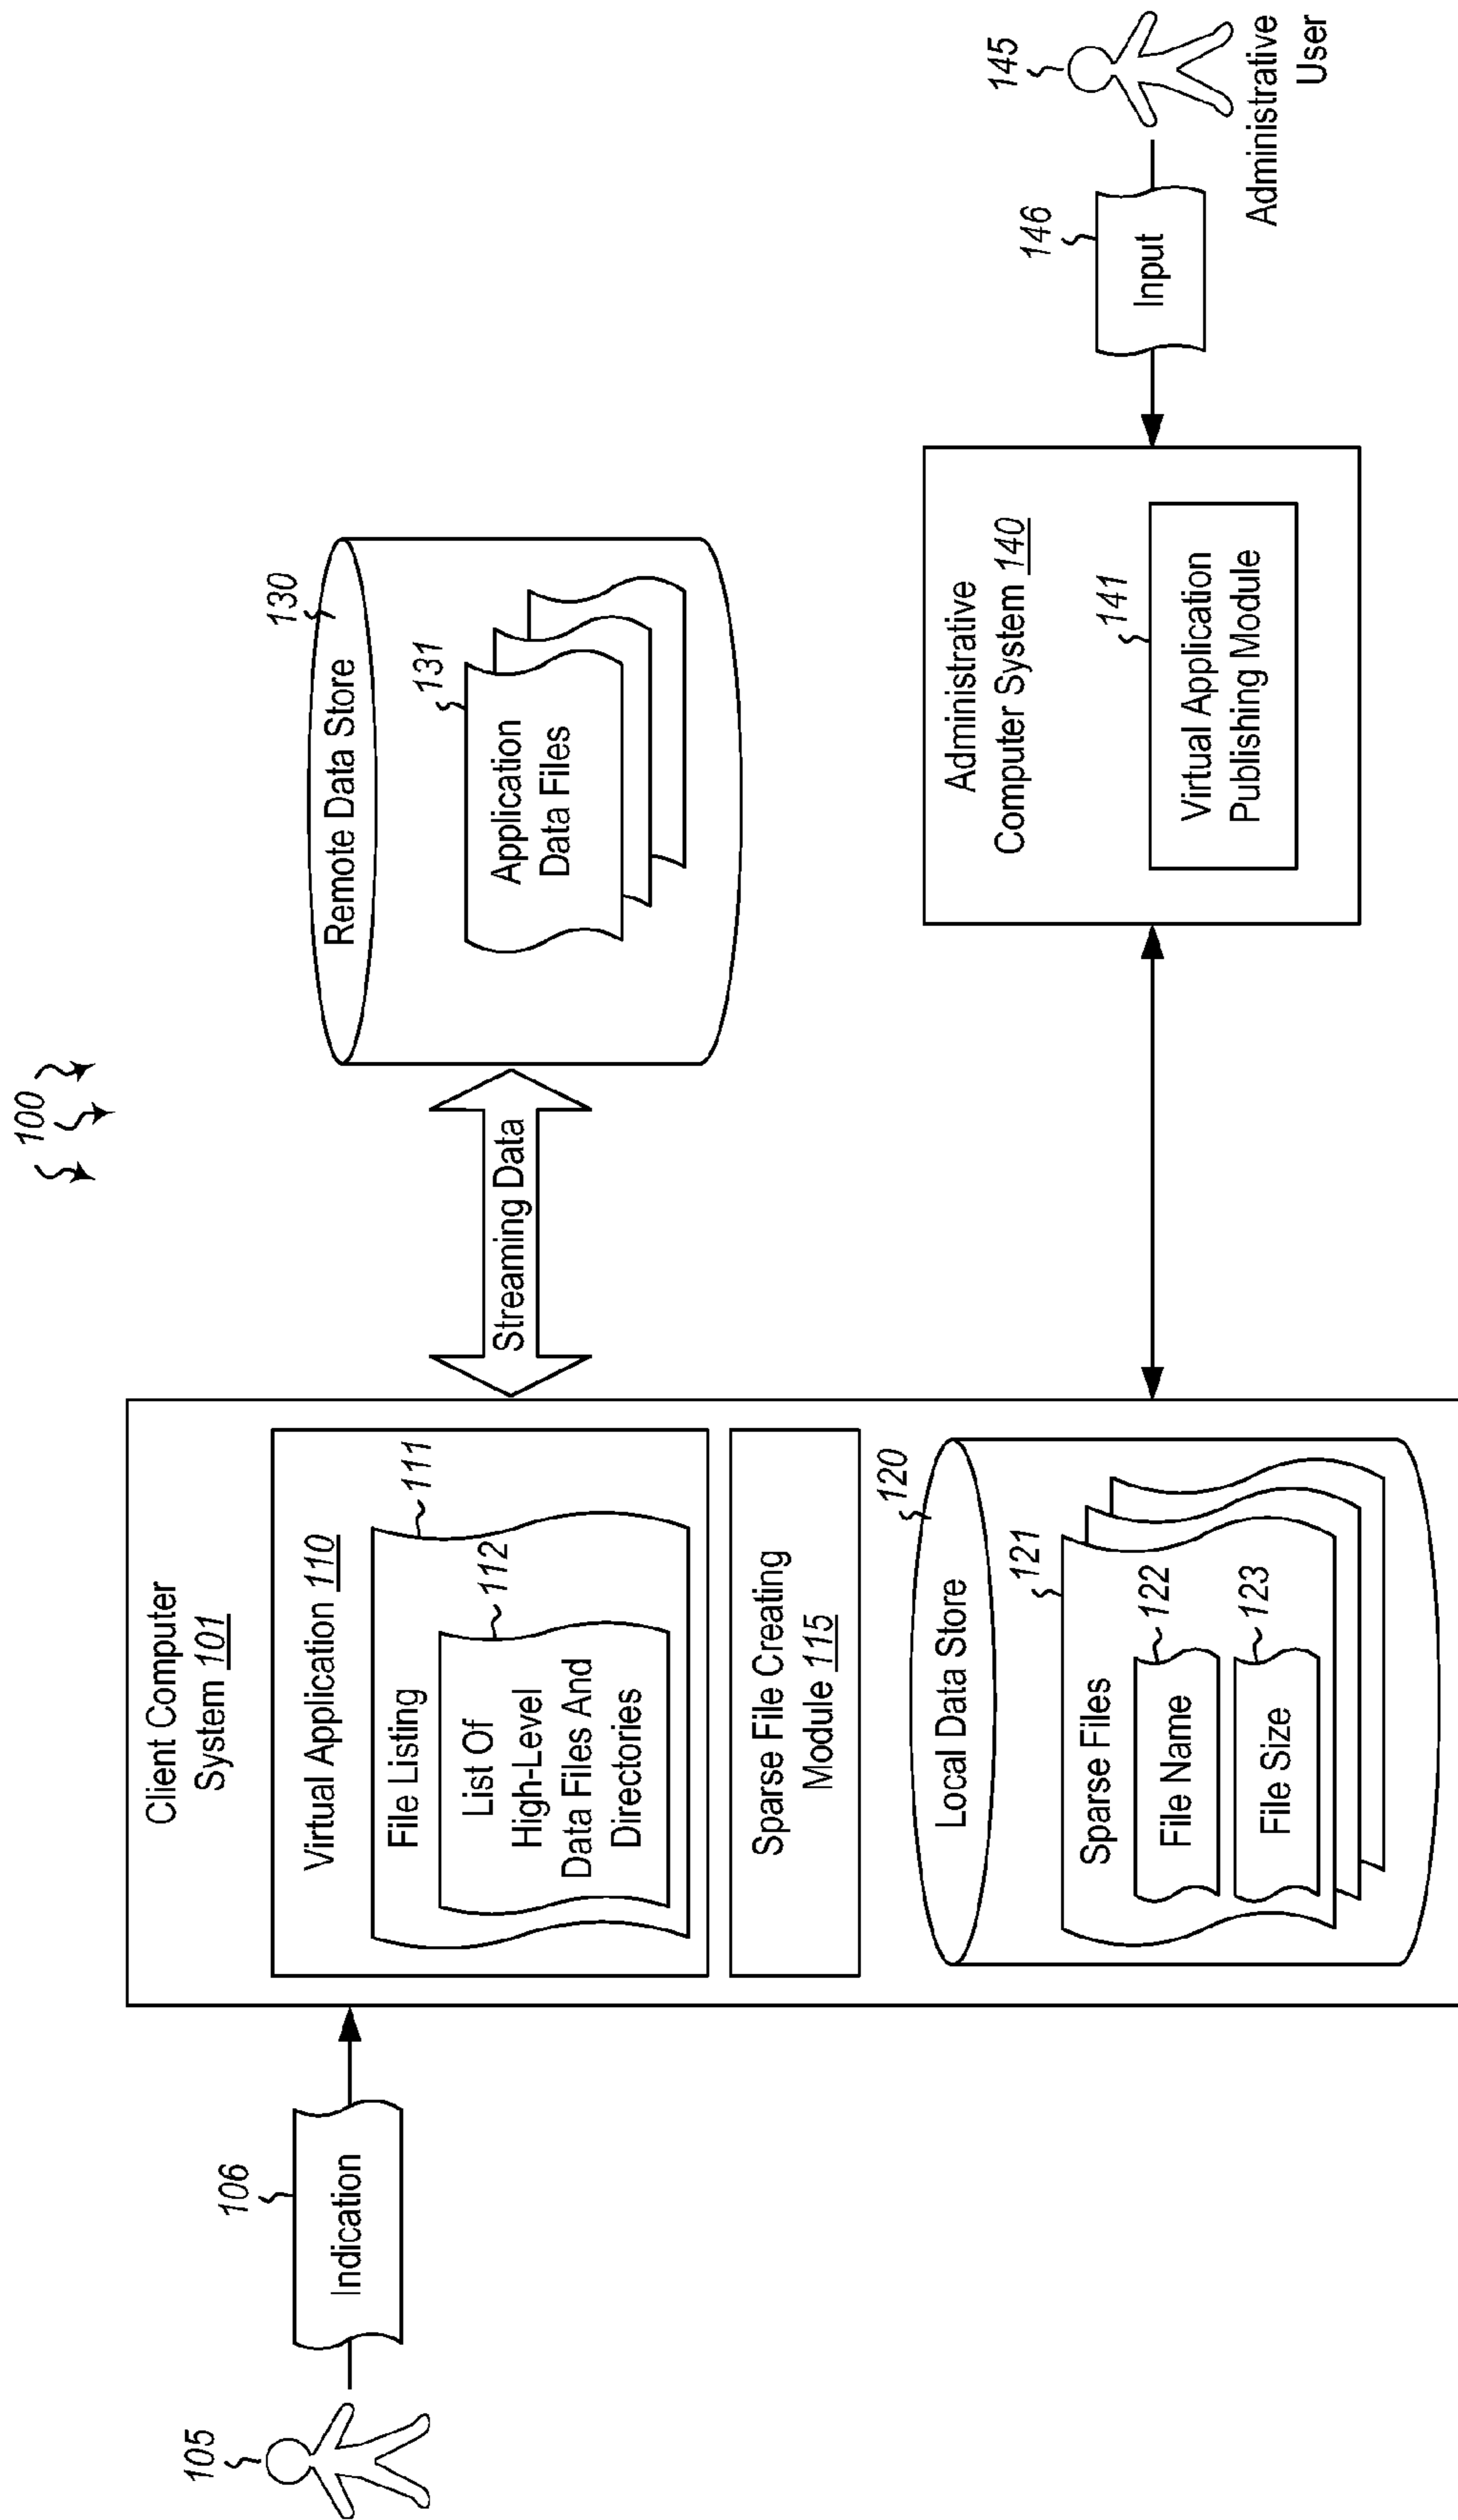 100
105
106
Indication
Client Computer
System 101
Virtual Application 110
111
File Listing
112
List Of
High-Level
Data Files And
Directories
Sparse File Creating
Module 115
120
Local Data Store
121
Sparse Files
122
File Name
123
File Size
Streaming Data
130
Remote Data Store
131
Application
Data Files
Administrative
Computer System 140
141
Virtual Application
Publishing Module
146
Input
145
Administrative
User